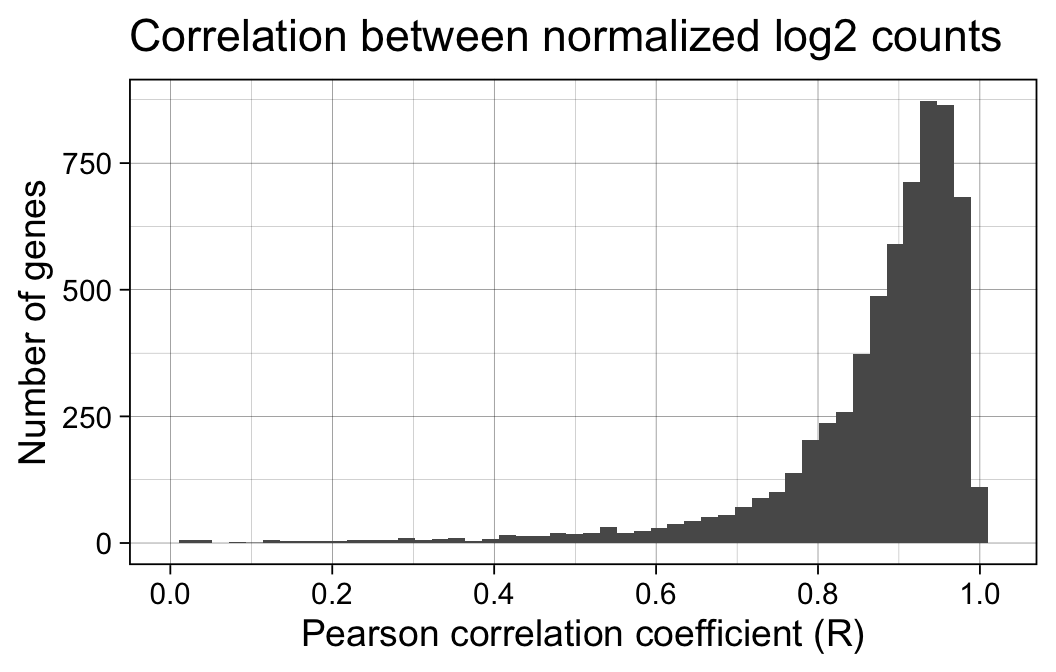 Correlation between normalized log2 counts
Number of genes
750
500
250
0
0.0 0.2 0.4 0.6 0.8 1.0
Pearson correlation coefficient (R)